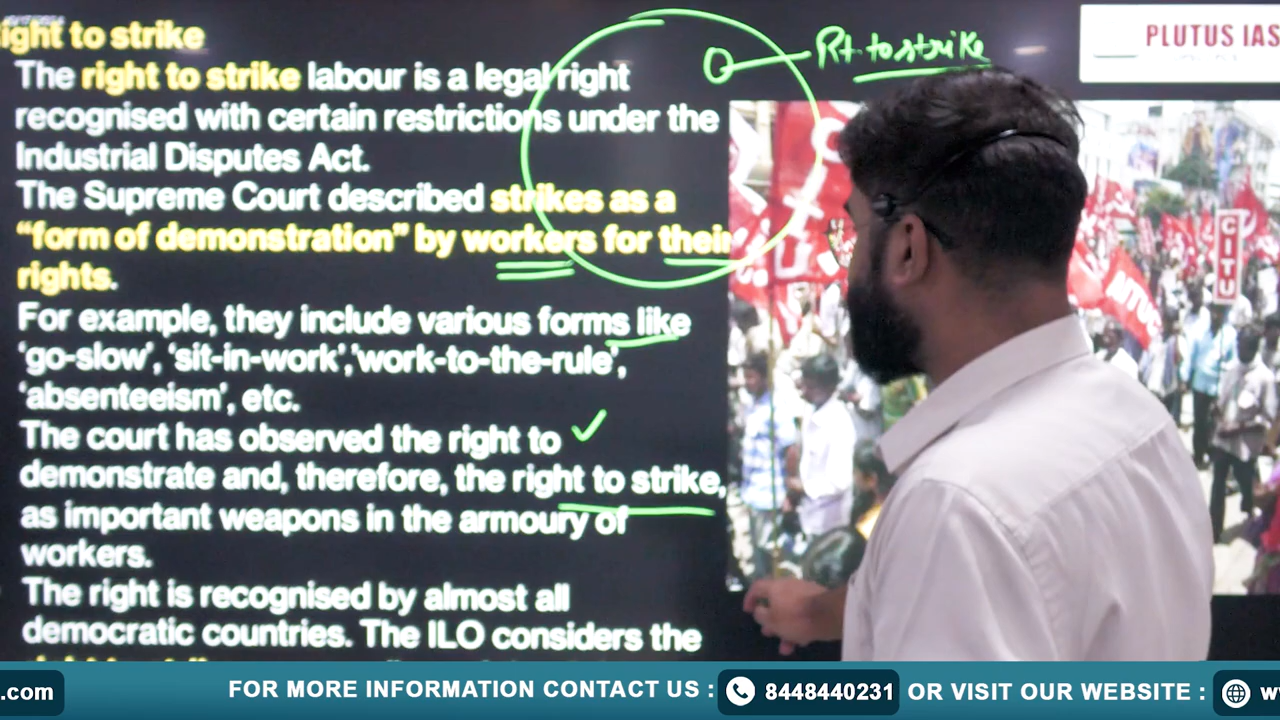 ight to strike
Rt to strike
PLUTUS IAS
The right to strike labour is a legal right
recognised with certain restrictions under the
Industrial Disputes Act.
The Supreme Court described strikes as a
“form of demonstration” by workers for their
rights.
For example, they include various forms like
‘go-slow’, ‘sit-in-work’,’work-to-the-rule’,
‘absenteeism’, etc.
The court has observed the right to
demonstrate and, therefore, the right to strike,
as important weapons in the armoury of
workers.
The right is recognised by almost all
democratic countries. The ILO considers the
CITU
MTUC
s.com
FOR MORE INFORMATION CONTACT US :
8448440231
OR VISIT OUR WEBSITE :